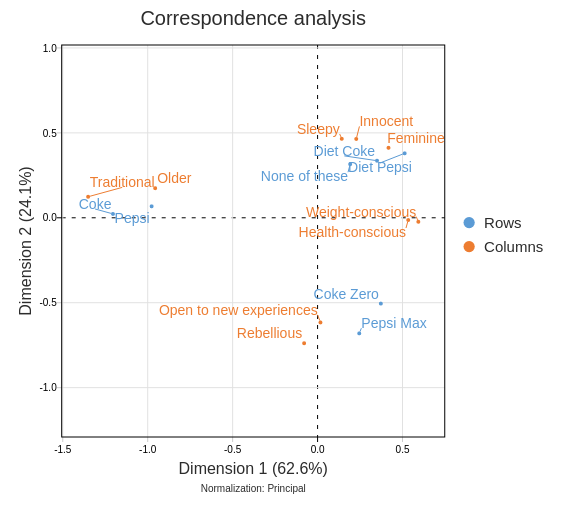 Correspondence analysis
1.0
0.5
0.0
-0.5
-1.0
Dimension 2 (24.1%)
Sleepy
Innocent
Feminine
Diet Coke
Diet Pepsi
None of these
Traditional
Older
Coke
Pepsi
Weight-conscious
Health-conscious
Coke Zero
Open to new experiences
Pepsi Max
Rebellious
Rows
Columns
-1.5
-1.0
-0.5
0.0
0.5
Dimension 1 (62.6%)
Normalization: Principal